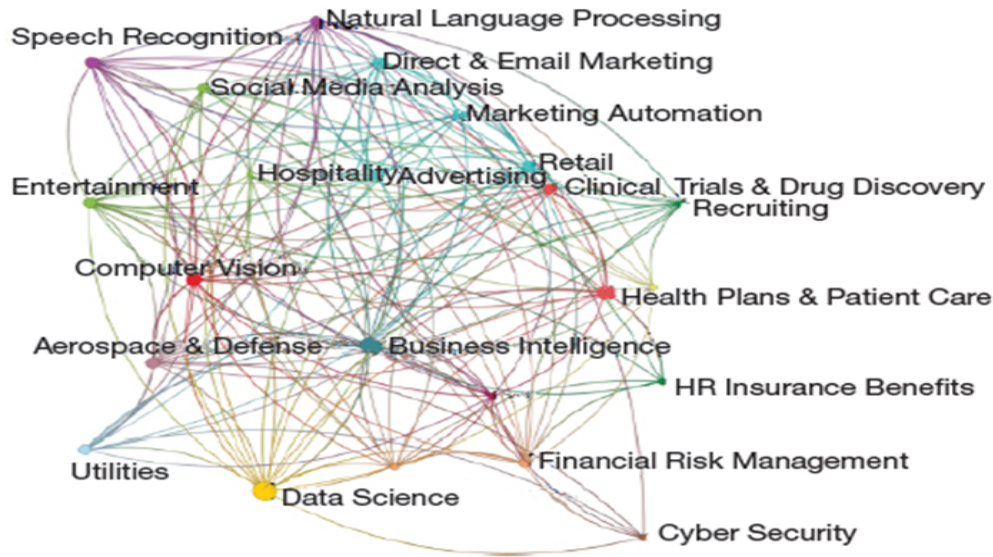 Natural Language Processing
Speech Recognition
Direct & Email Marketing
Social Media Analysis
Marketing Automation
Retail
Hospitality
Advertising
Clinical Trials & Drug Discovery
Entertainment
Recruiting
Computer Vision
Health Plans & Patient Care
Aerospace & Defense
Business Intelligence
HR Insurance Benefits
Financial Risk Management
Utilities
Data Science
Cyber Security